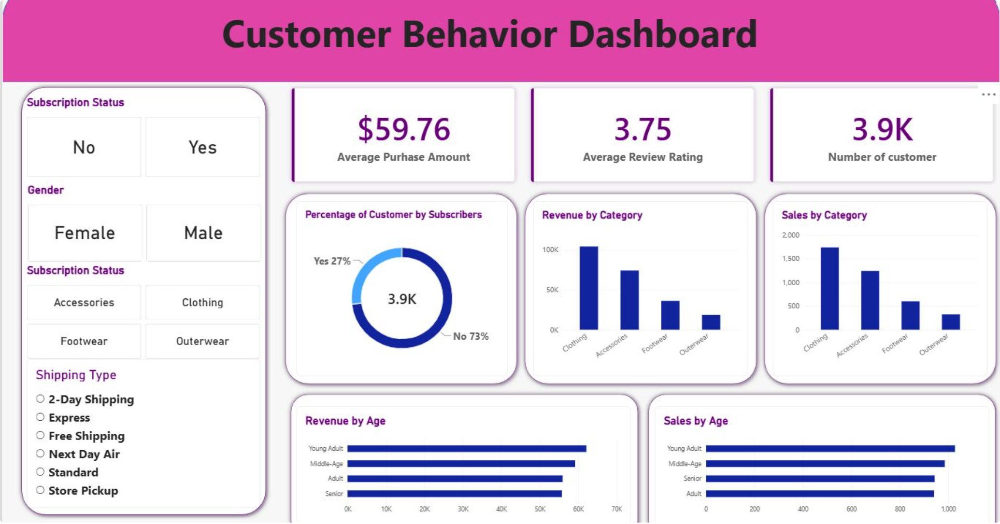 Customer Behavior Dashboard
Subscription Status
No
Yes
Gender
Female
Male
Subscription Status
Accessories
Clothing
Footwear
Outerwear
Shipping Type
2-Day Shipping
Express
Free Shipping
Next Day Air
Standard
Store Pickup
$59.76
Average Purhase Amount
3.75
Average Review Rating
3.9K
Number of customer
Percentage of Customer by Subscribers
Yes 27%
3.9K
No 73%
Revenue by Category
100K
50K
0K
Clothing
Accessories
Footwear
Outerwear
Sales by Category
2,000
1,500
1,000
500
0
Clothing
Accessories
Footwear
Outerwear
Revenue by Age
Young Adult
Middle-Age
Adult
Senior
0K 10K 20K 30K 40K 50K 60K 70K
Sales by Age
Young Adult
Middle-Age
Senior
Adult
0 200 400 600 800 1,000